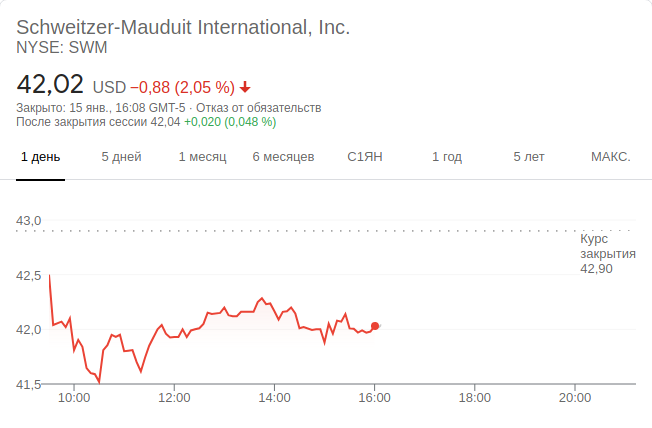 Schweitzer-Mauduit International, Inc.
NYSE: SWM
42,02 USD −0,88 (2,05 %)
Закрыто: 15 янв., 16:08 GMT-5 · Отказ от обязательств
После закрытия сессии 42,04 +0,020 (0,048 %)
1 день 5 дней 1 месяц 6 месяцев С1ЯН 1 год 5 лет МАКС.
43,0
Курс
закрытия
42,90
42,5
42,0
41,5
10:00 12:00 14:00 16:00 18:00 20:00